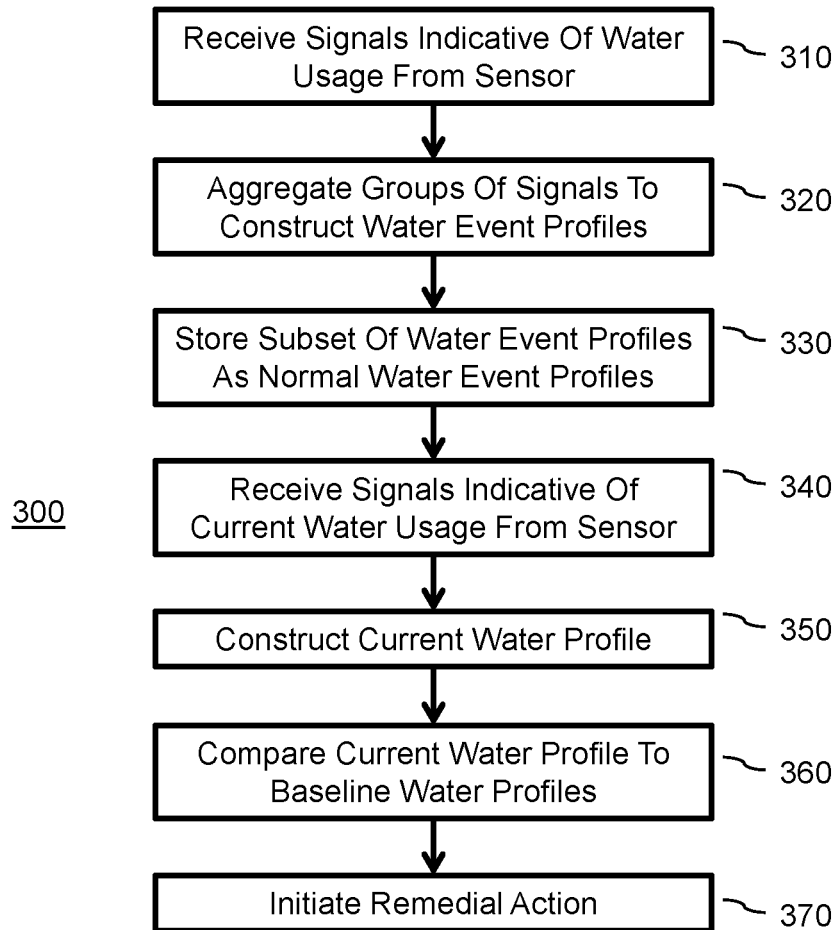 Receive Signals Indicative Of Water
Usage From Sensor
310
Aggregate Groups Of Signals To
Construct Water Event Profiles
320
Store Subset Of Water Event Profiles
As Normal Water Event Profiles
330
Receive Signals Indicative Of
Current Water Usage From Sensor
340
300
Construct Current Water Profile
350
Compare Current Water Profile To
Baseline Water Profiles
360
Initiate Remedial Action
370